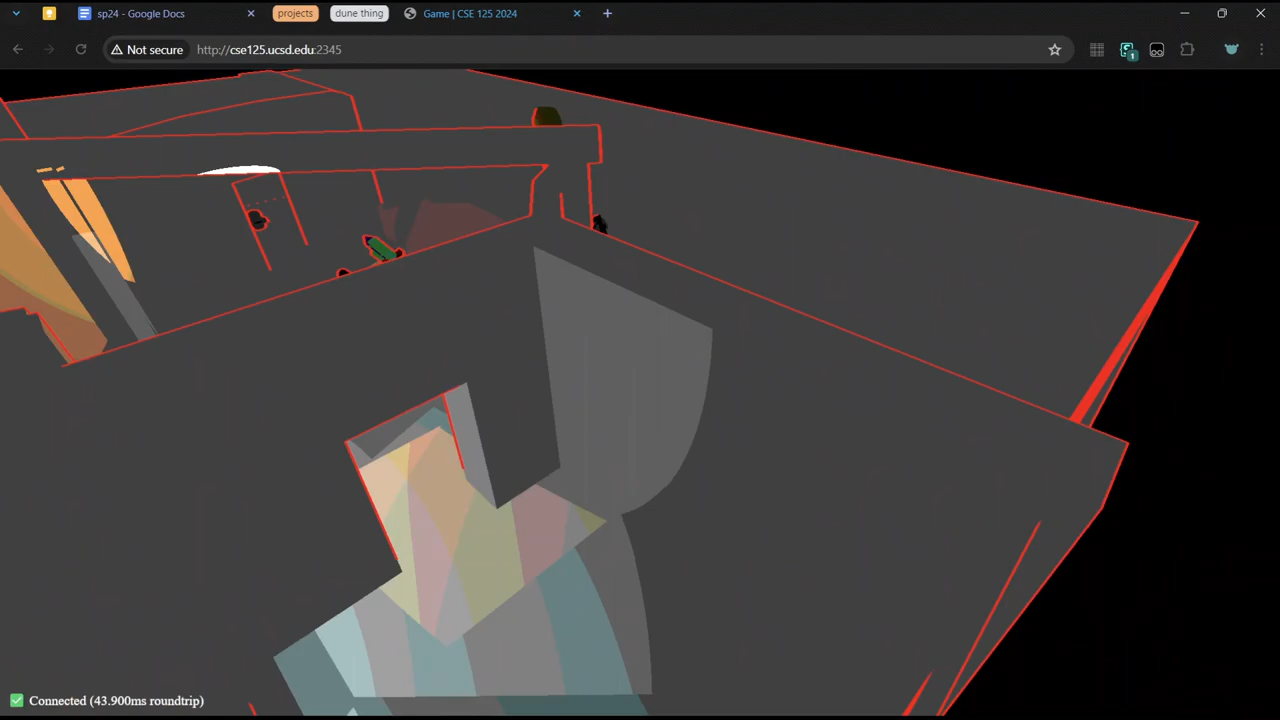 sp24 - Google Docs
projects
dune thing
Game | CSE 125 2024
Not secure
http://cse125.ucsd.edu:2345
1
Connected (43.900ms roundtrip)